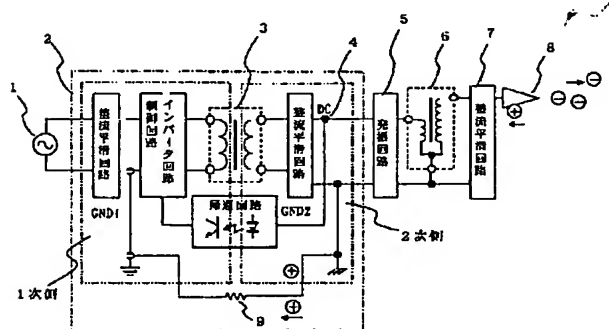 1
2
3
4
5
6
7
8
整流平滑回路
インバータ回路
制御回路
整流平滑回路
DC
発振回路
整流平滑回路
GND1
帰還回路
GND2
1次側
2次側
9
⊕
⊕
⊕
⊖
⊖
⊖